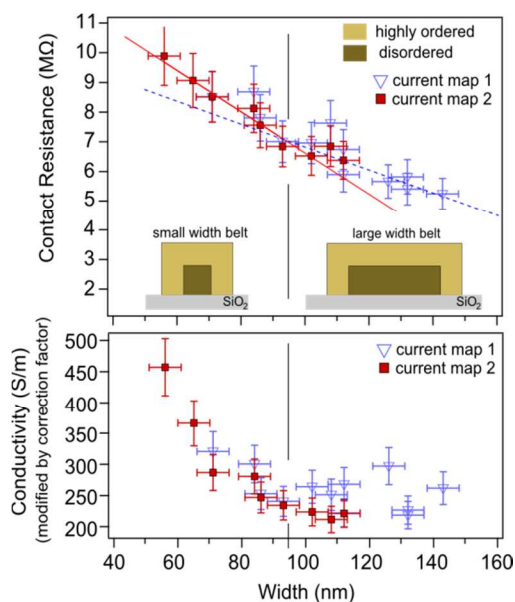 11
10
9
8
7
6
5
4
3
2
Contact Resistance (MΩ)
highly ordered
disordered
current map 1
current map 2
small width belt
SiO2
large width belt
SiO2
500
450
400
350
300
250
200
Conductivity (S/m)
(modified by correction factor)
current map 1
current map 2
40 60 80 100 120 140 160
Width (nm)